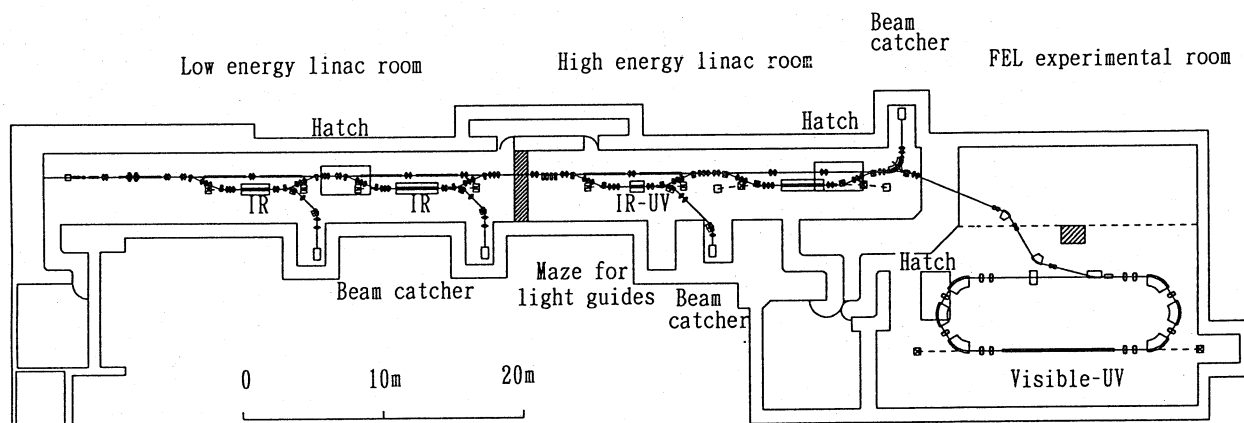 Beam
catcher
Low energy linac room
High energy linac room
FEL experimental room
Hatch
Hatch
IR
IR
IR-UV
Hatch
Maze for
light guides
Beam catcher
Beam
catcher
0
10m
20m
Visible-UV